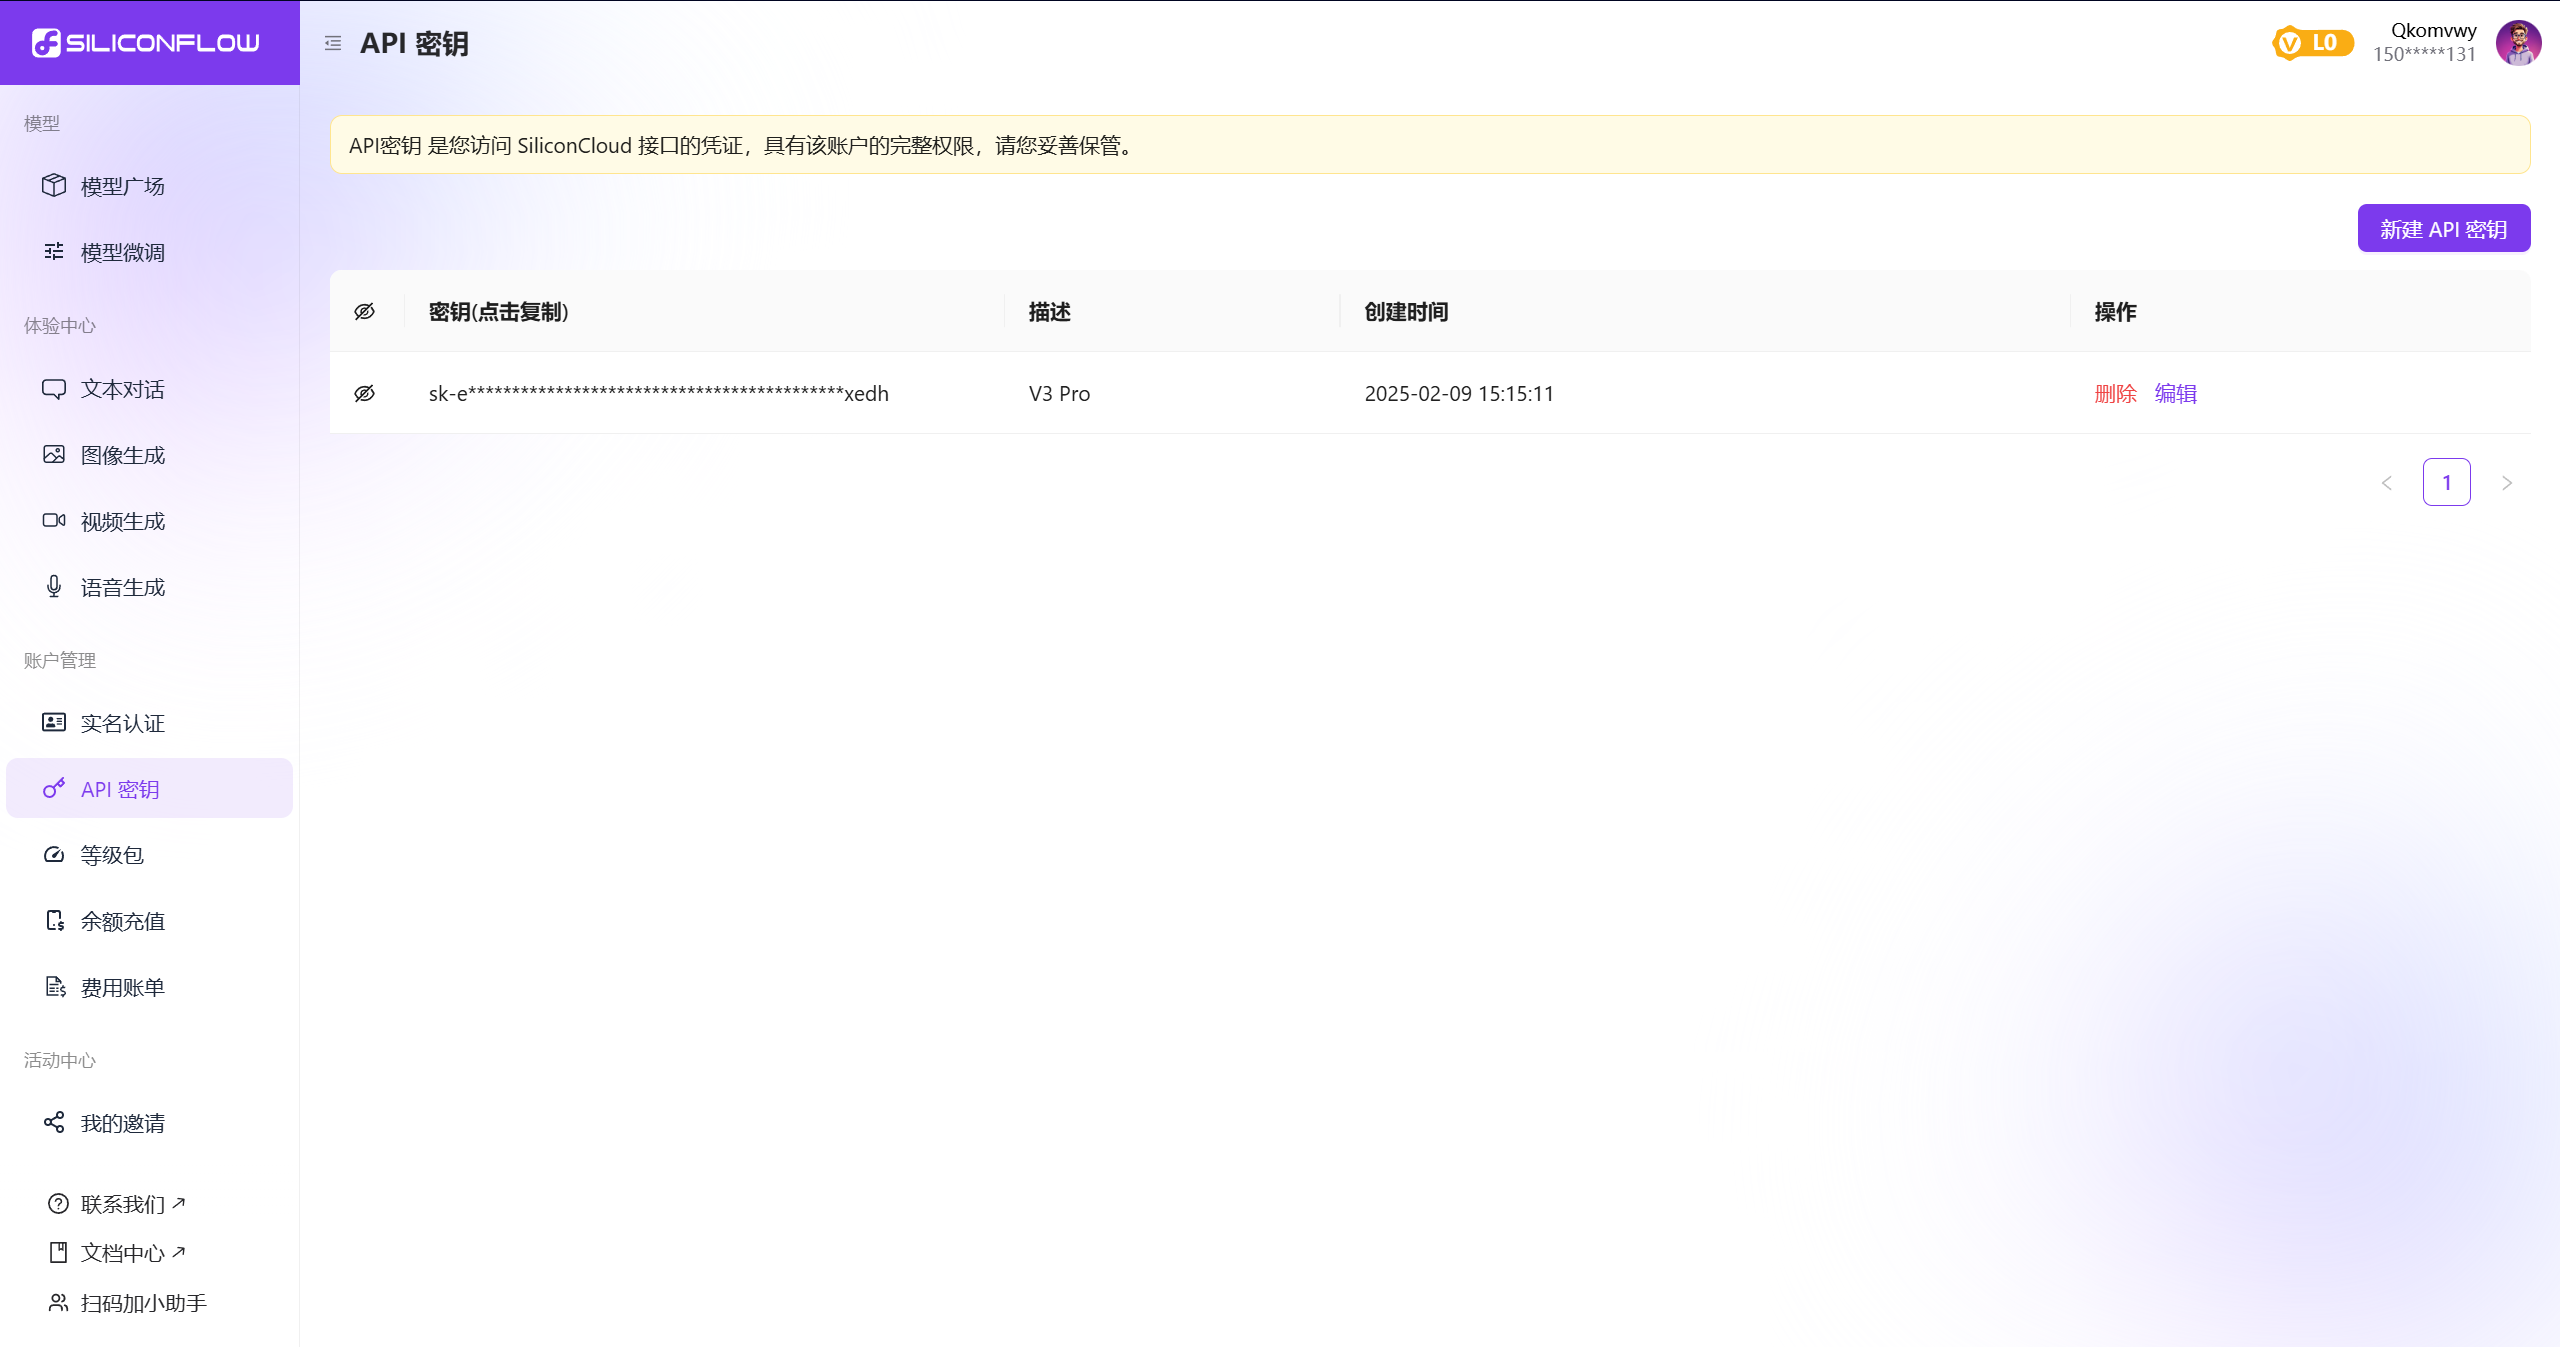 SILICONFLOW
API 密钥
L0
Qkomvwy
150*****131
模型
模型广场
模型微调
体验中心
文本对话
图像生成
视频生成
语音生成
账户管理
实名认证
API 密钥
等级包
余额充值
费用账单
活动中心
我的邀请
联系我们
文档中心
扫码加小助手
API密钥 是您访问 SiliconCloud 接口的凭证，具有该账户的完整权限，请您妥善保管。
新建 API 密钥
密钥(点击复制) 描述 创建时间 操作
sk-e********************************************xedh V3 Pro 2025-02-09 15:15:11 删除 编辑
1